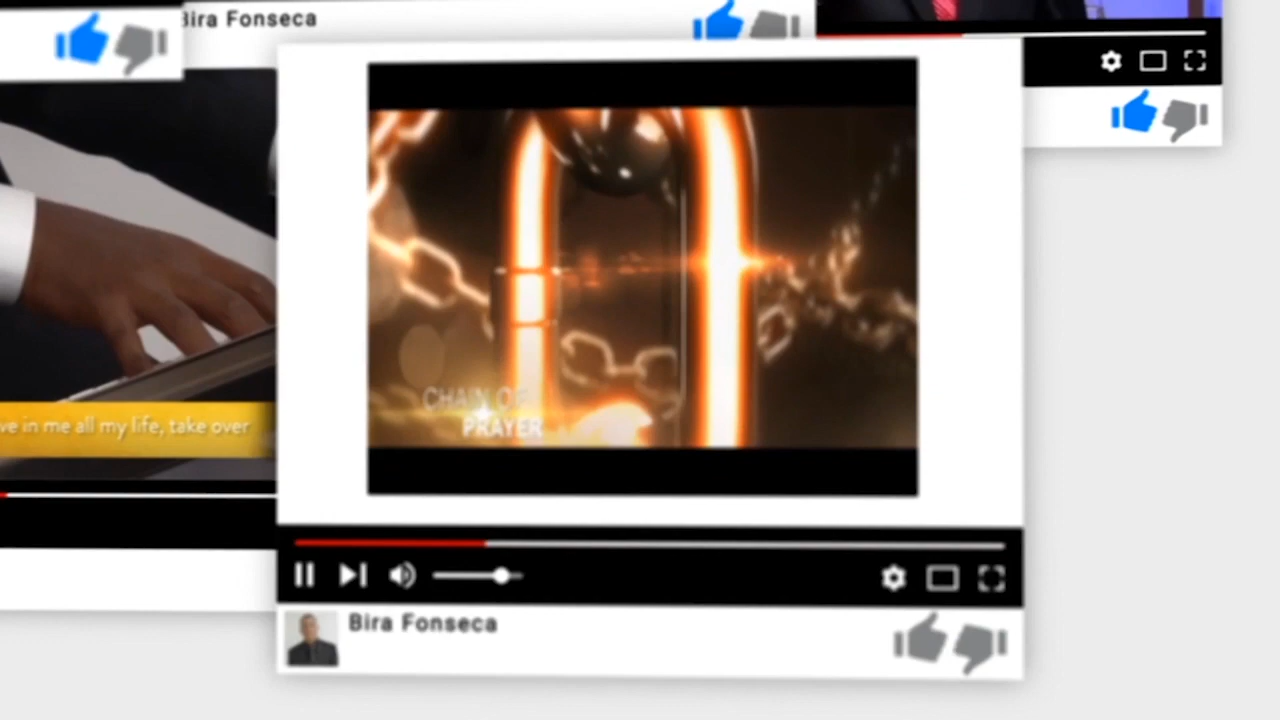 Bira Fonseca
ve in me all my life, take over
CHAIN OF
PRAYER
Bira Fonseca